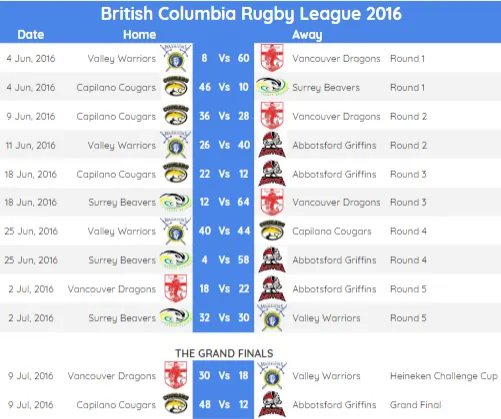 British Columbia Rugby League 2016
Date Home Away
4 Jun, 2016 Valley Warriors 8 Vs 60 Vancouver Dragons Round 1
4 Jun, 2016 Capilano Cougars 46 Vs 10 Surrey Beavers Round 1
9 Jun, 2016 Capilano Cougars 36 Vs 28 Vancouver Dragons Round 2
11 Jun, 2016 Valley Warriors 26 Vs 40 Abbotsford Griffins Round 2
18 Jun, 2016 Capilano Cougars 22 Vs 12 Abbotsford Griffins Round 3
18 Jun, 2016 Surrey Beavers 12 Vs 64 Vancouver Dragons Round 3
25 Jun, 2016 Valley Warriors 40 Vs 44 Capilano Cougars Round 4
25 Jun, 2016 Surrey Beavers 4 Vs 58 Abbotsford Griffins Round 4
2 Jul, 2016 Vancouver Dragons 18 Vs 22 Abbotsford Griffins Round 5
2 Jul, 2016 Surrey Beavers 32 Vs 30 Valley Warriors Round 5
THE GRAND FINALS
9 Jul, 2016 Vancouver Dragons 30 Vs 18 Valley Warriors Heineken Challenge Cup
9 Jul, 2016 Capilano Cougars 48 Vs 12 Abbotsford Griffins Grand Final